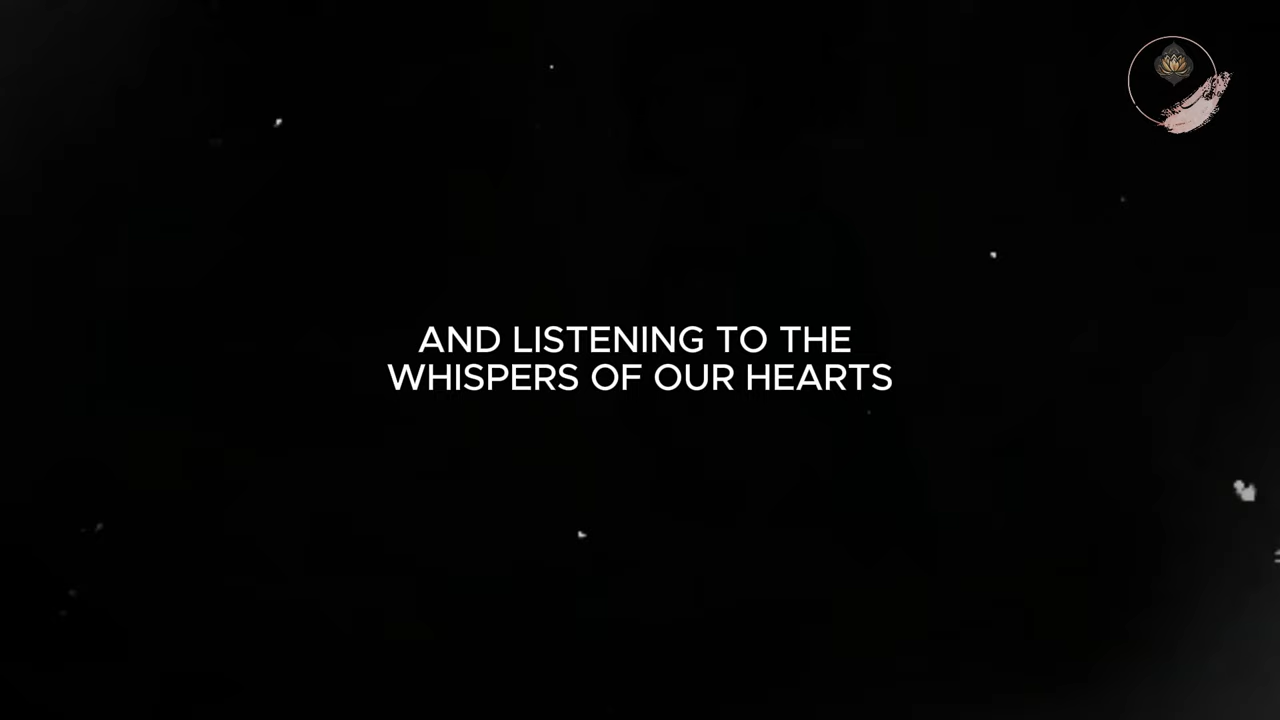 AND LISTENING TO THE
WHISPERS OF OUR HEARTS